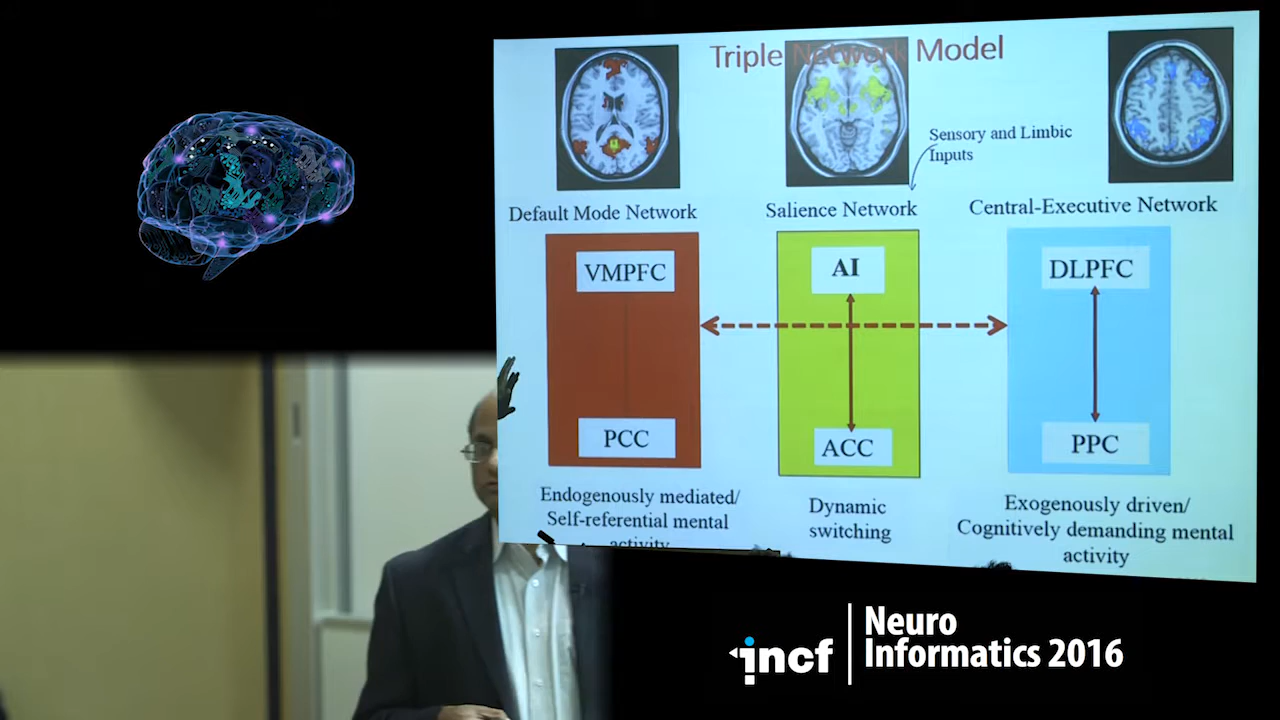 Triple Network Model
Sensory and Limbic
Inputs
Default Mode Network
Salience Network
Central-Executive Network
VMPFC
AI
DLPFC
PCC
ACC
PPC
Endogenously mediated/
Self-referential mental
activity
Dynamic
switching
Exogenously driven/
Cognitively demanding mental
activity
incf
Neuro
Informatics 2016